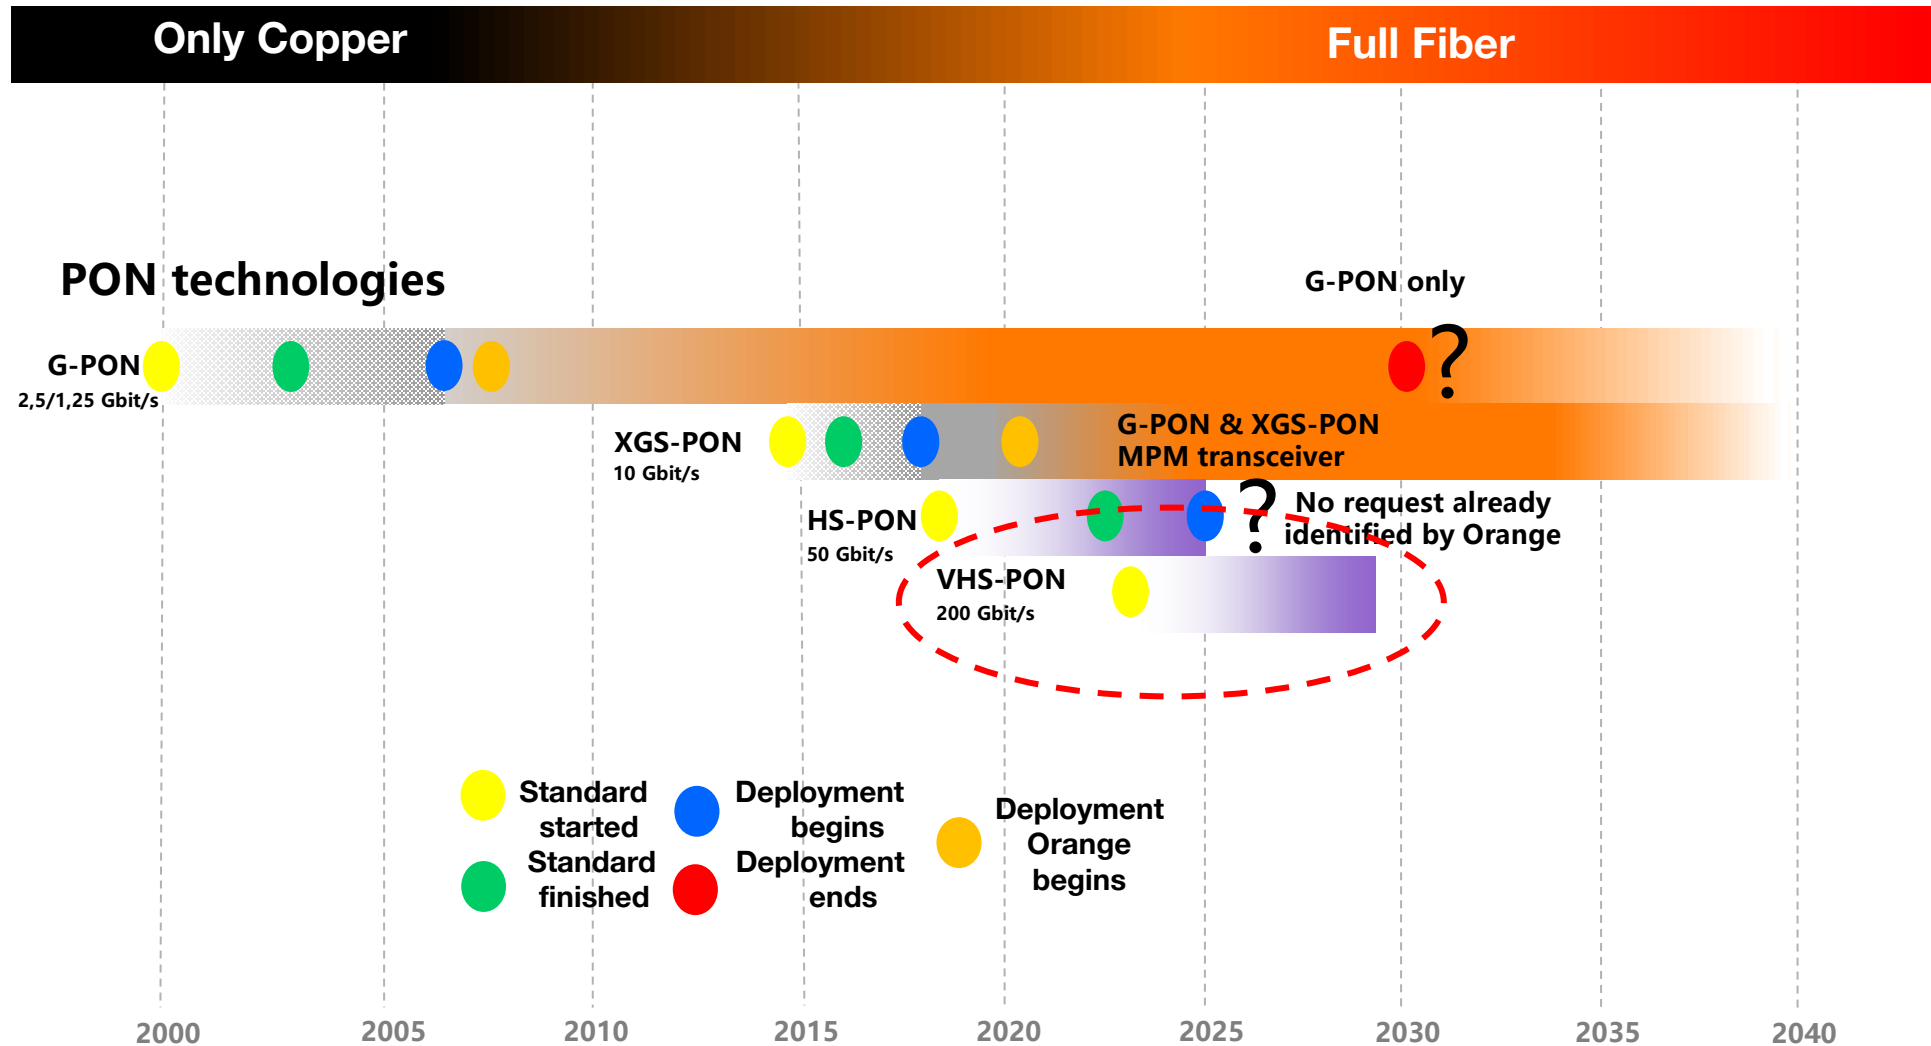 Only Copper
Full Fiber
PON technologies
G-PON only
G-PON
2,5/1,25 Gbit/s
?
XGS-PON
10 Gbit/s
G-PON & XGS-PON
MPM transceiver
HS-PON
50 Gbit/s
?
No request already
identified by Orange
VHS-PON
200 Gbit/s
Standard
started
Standard
finished
Deployment
begins
Deployment
ends
Deployment
Orange
begins
2000
2005
2010
2015
2020
2025
2030
2035
2040